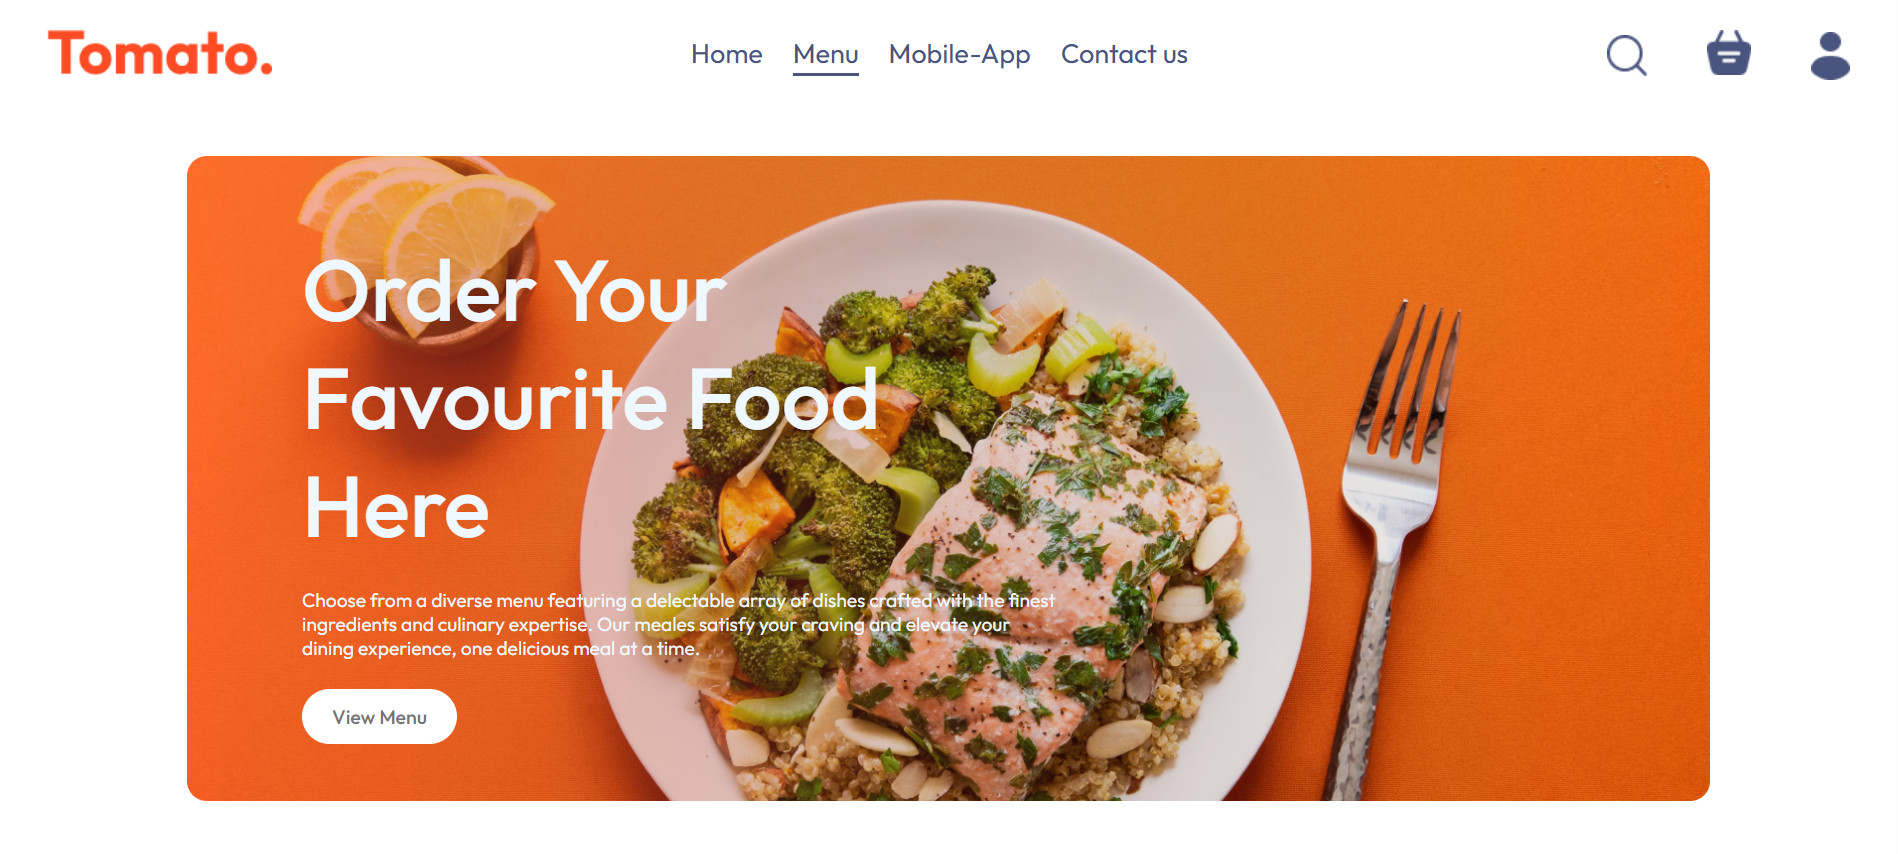 Tomato.
Home Menu Mobile-App Contact us
Order Your
Favourite Food
Here
Choose from a diverse menu featuring a delectable array of dishes crafted with the finest
ingredients and culinary expertise. Our meales satisfy your craving and elevate your
dining experience, one delicious meal at a time.
View Menu